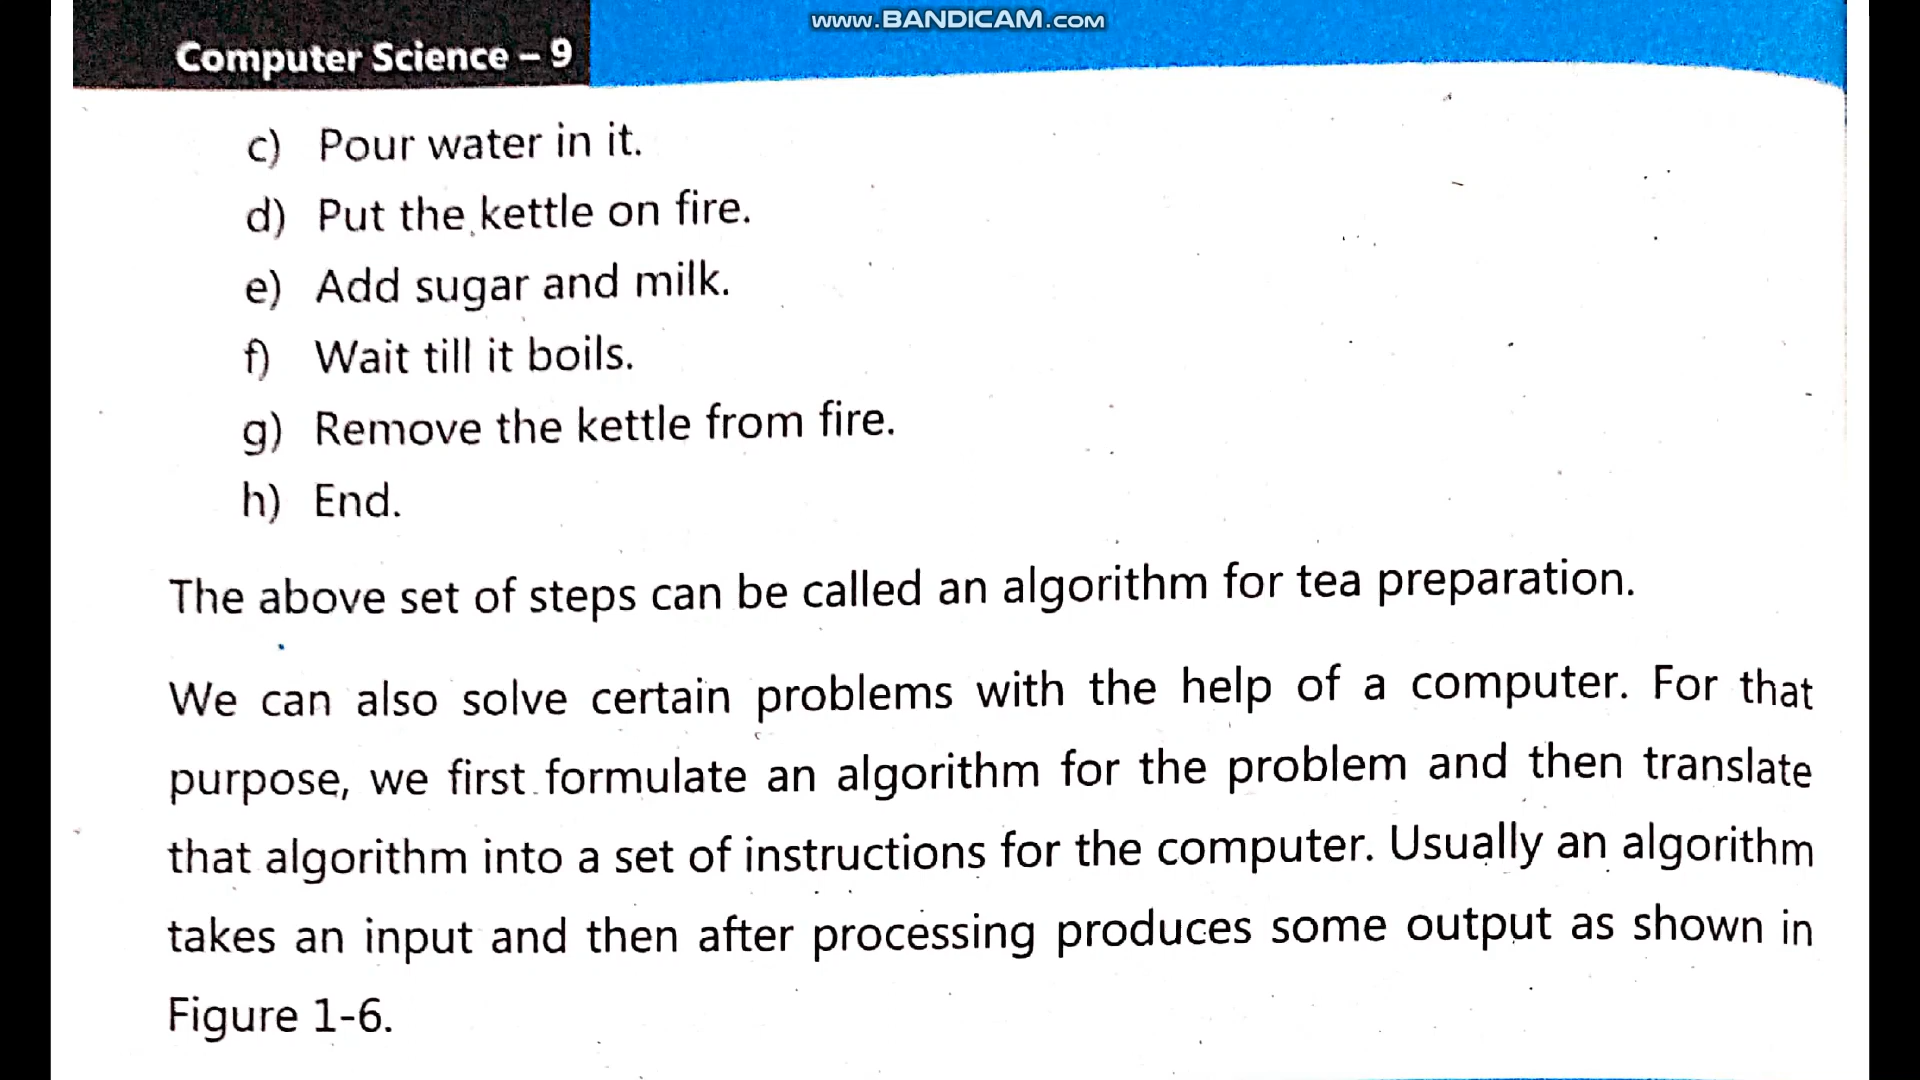 www.BANDICAM.com
Computer Science – 9
c) Pour water in it.
d) Put the kettle on fire.
e) Add sugar and milk.
f) Wait till it boils.
g) Remove the kettle from fire.
h) End.
The above set of steps can be called an algorithm for tea preparation.
We can also solve certain problems with the help of a computer. For that
purpose, we first formulate an algorithm for the problem and then translate
that algorithm into a set of instructions for the computer. Usually an algorithm
takes an input and then after processing produces some output as shown in
Figure 1-6.